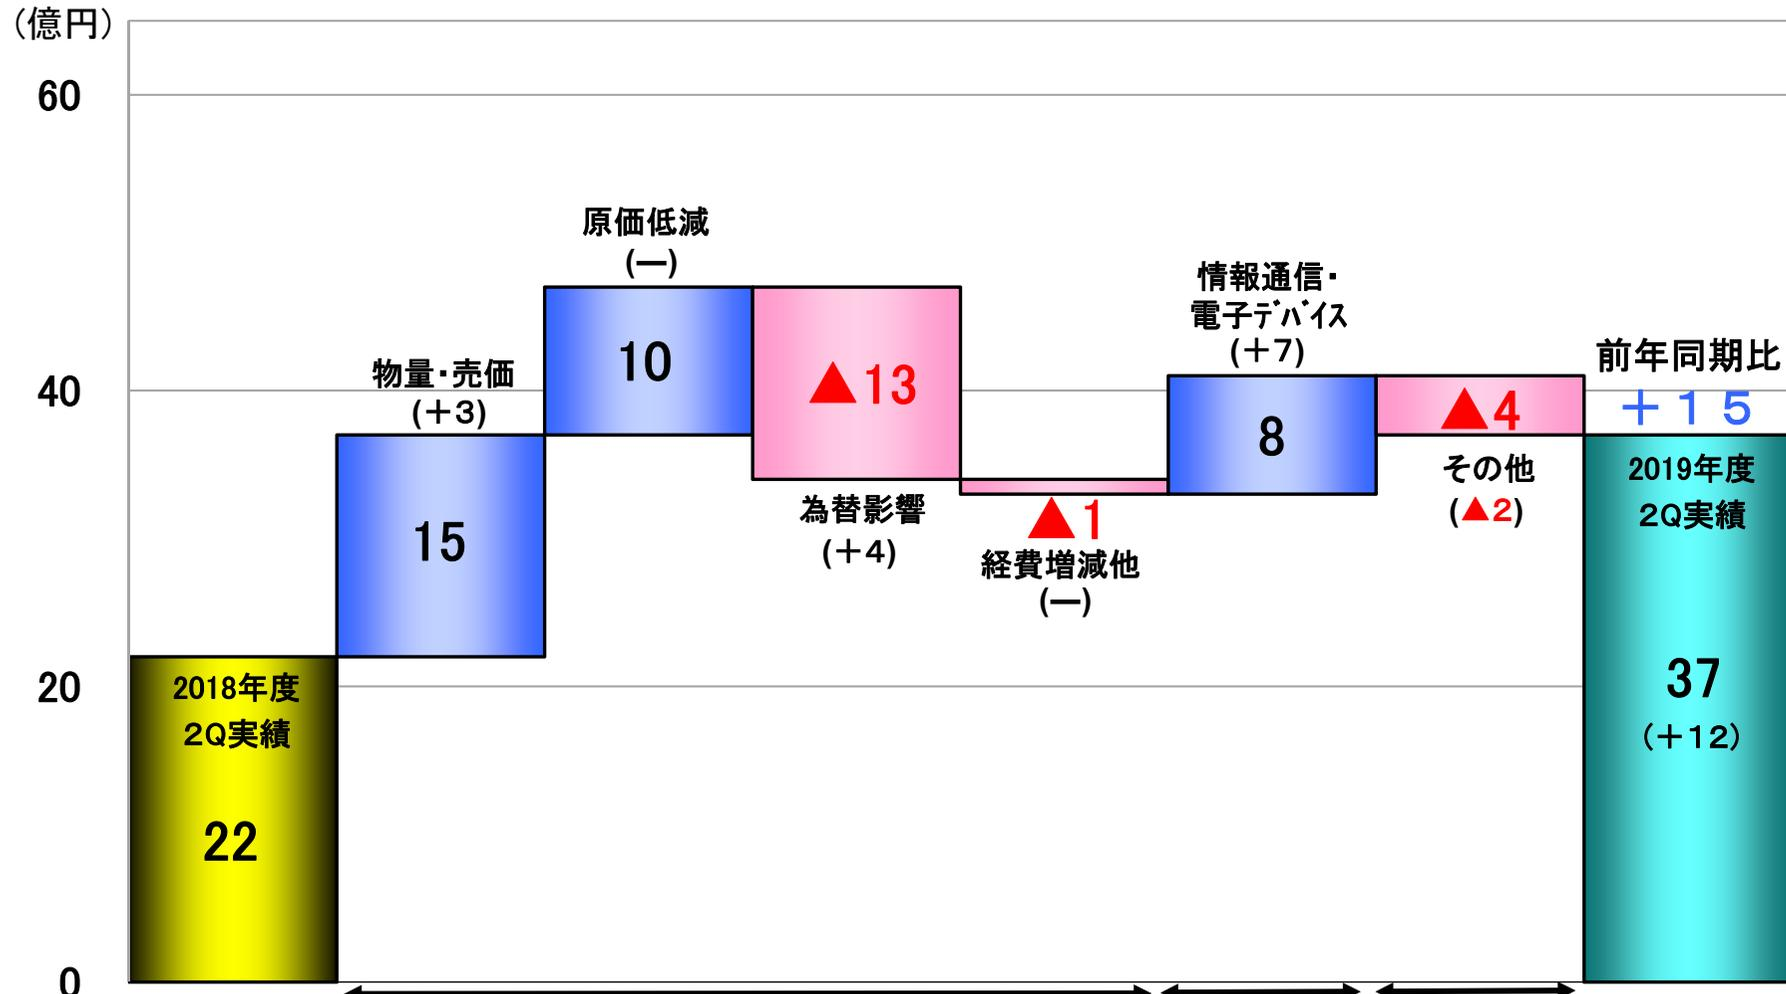 （億円）
60
40
20
0
2018年度
２Q実績
22
物量・売価
(＋３)
15
原価低減
(―)
10
▲13
為替影響
(＋４)
▲1
経費増減他
(―)
情報通信・
電子ﾃﾞﾊﾞｲｽ
(＋７)
8
▲4
その他
(▲２)
前年同期比
＋１５
2019年度
２Q実績
37
（＋１２）